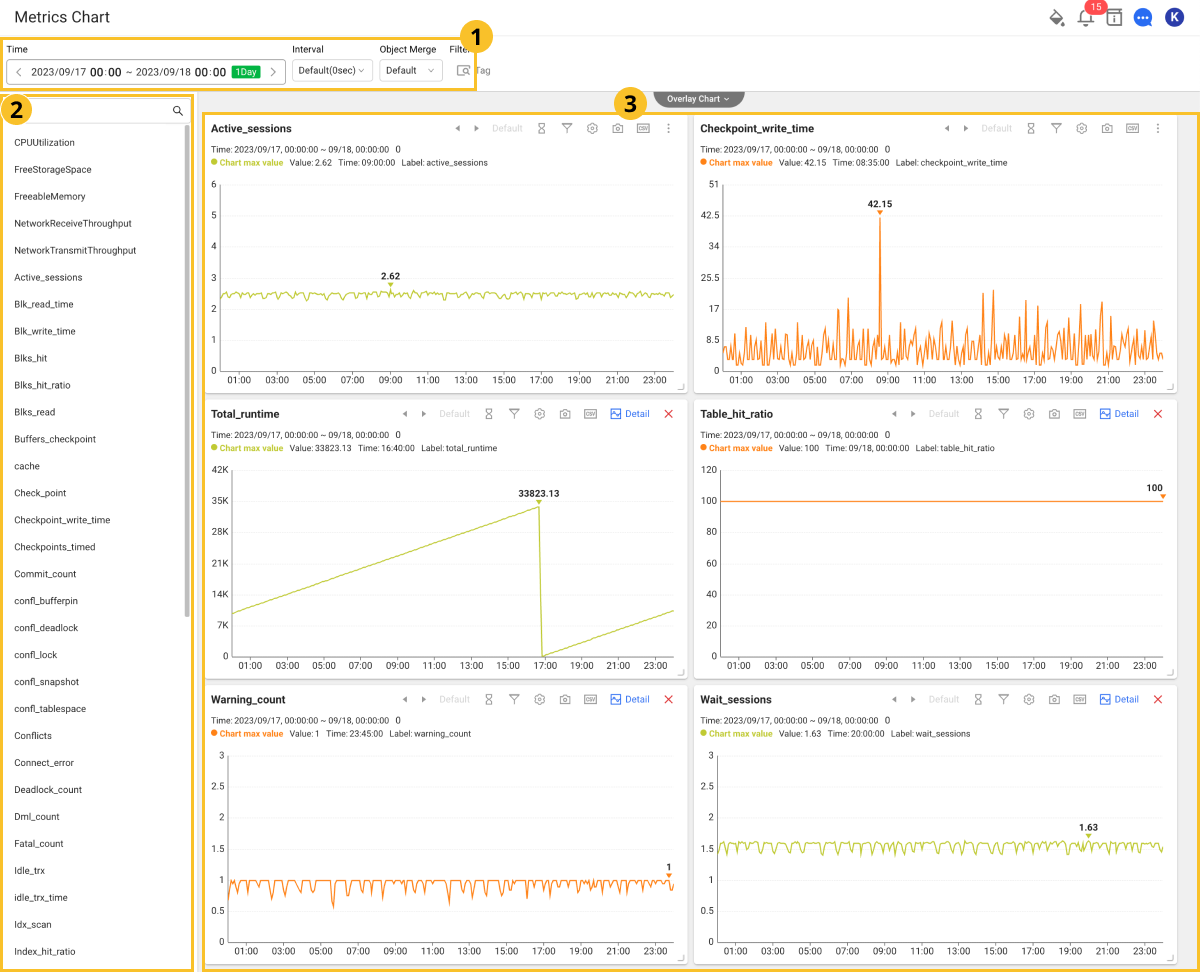 Metrics Chart
15
K
1
Time
Interval
Object Merge
Filter
2023/09/17 00:00 ~ 2023/09/18 00:00 1Day
Default(0sec)
Default
Tag
2
CPUUtilization
FreeStorageSpace
FreeableMemory
NetworkReceiveThroughput
NetworkTransmitThroughput
Active_sessions
Blk_read_time
Blk_write_time
Blks_hit
Blks_hit_ratio
Blks_read
Buffers_checkpoint
cache
Check_point
Checkpoint_write_time
Checkpoints_timed
Commit_count
confl_bufferpin
confl_deadlock
confl_lock
confl_snapshot
confl_tablespace
Conflicts
Connect_error
Deadlock_count
Dml_count
Fatal_count
Idle_trx
idle_trx_time
Idx_scan
Index_hit_ratio
3
Overlay Chart
Active_sessions
Default
CSV
Time: 2023/09/17, 00:00:00 ~ 09/18, 00:00:00 0
Chart max value Value: 2.62 Time: 09:00:00 Label: active_sessions
6
5
4
3
2
1
0
2.62
01:00 03:00 05:00 07:00 09:00 11:00 13:00 15:00 17:00 19:00 21:00 23:00
Checkpoint_write_time
Default
CSV
Time: 2023/09/17, 00:00:00 ~ 09/18, 00:00:00 0
Chart max value Value: 42.15 Time: 08:35:00 Label: checkpoint_write_time
51
42.5
34
25.5
17
8.5
0
42.15
01:00 03:00 05:00 07:00 09:00 11:00 13:00 15:00 17:00 19:00 21:00 23:00
Total_runtime
Default
CSV
Detail
Time: 2023/09/17, 00:00:00 ~ 09/18, 00:00:00 0
Chart max value Value: 33823.13 Time: 16:40:00 Label: total_runtime
42K
35K
28K
21K
14K
7K
0
33823.13
01:00 03:00 05:00 07:00 09:00 11:00 13:00 15:00 17:00 19:00 21:00 23:00
Table_hit_ratio
Default
CSV
Detail
Time: 2023/09/17, 00:00:00 ~ 09/18, 00:00:00 0
Chart max value Value: 100 Time: 09/18, 00:00:00 Label: table_hit_ratio
120
100
80
60
40
20
0
100
01:00 03:00 05:00 07:00 09:00 11:00 13:00 15:00 17:00 19:00 21:00 23:00
Warning_count
Default
CSV
Detail
Time: 2023/09/17, 00:00:00 ~ 09/18, 00:00:00 0
Chart max value Value: 1 Time: 23:45:00 Label: warning_count
3
2.5
2
1.5
1
0.5
0
1
01:00 03:00 05:00 07:00 09:00 11:00 13:00 15:00 17:00 19:00 21:00 23:00
Wait_sessions
Default
CSV
Detail
Time: 2023/09/17, 00:00:00 ~ 09/18, 00:00:00 0
Chart max value Value: 1.63 Time: 20:00:00 Label: wait_sessions
3
2.5
2
1.5
1
0.5
0
1.63
01:00 03:00 05:00 07:00 09:00 11:00 13:00 15:00 17:00 19:00 21:00 23:00